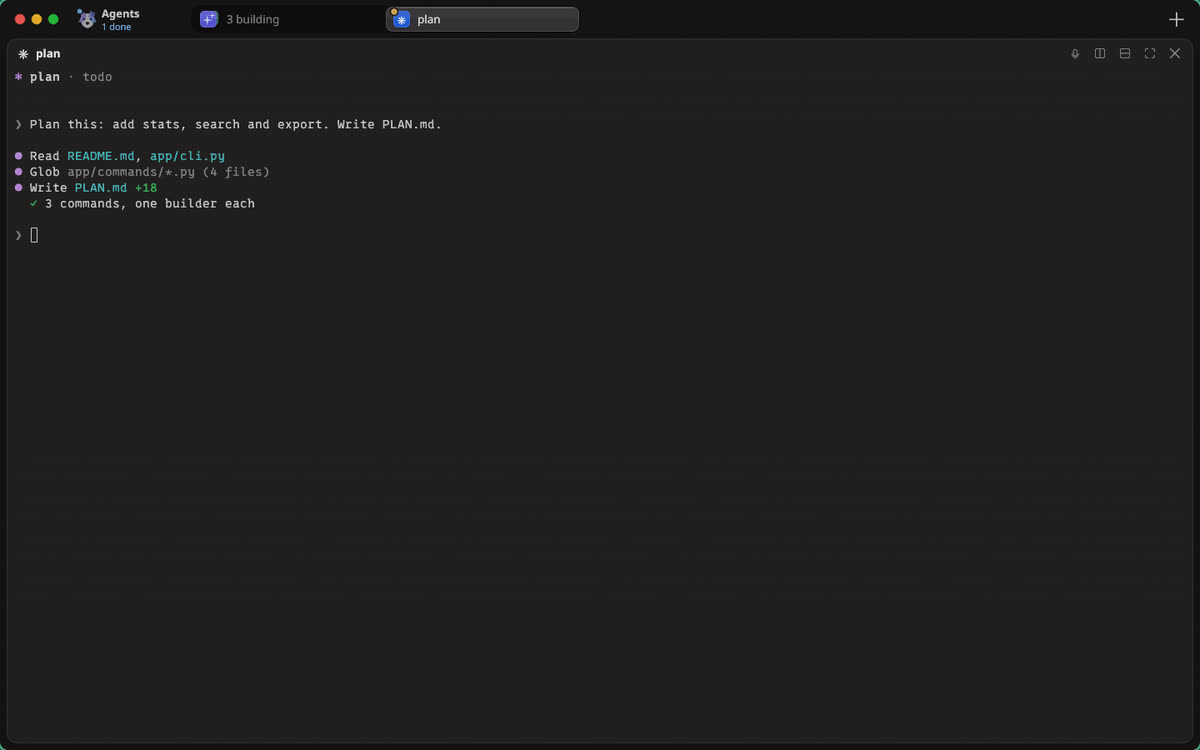 Agents
1 done
3 building
plan
plan
* plan · todo
❯ Plan this: add stats, search and export. Write PLAN.md.
● Read README.md, app/cli.py
● Glob app/commands/*.py (4 files)
● Write PLAN.md +18
✓ 3 commands, one builder each
❯